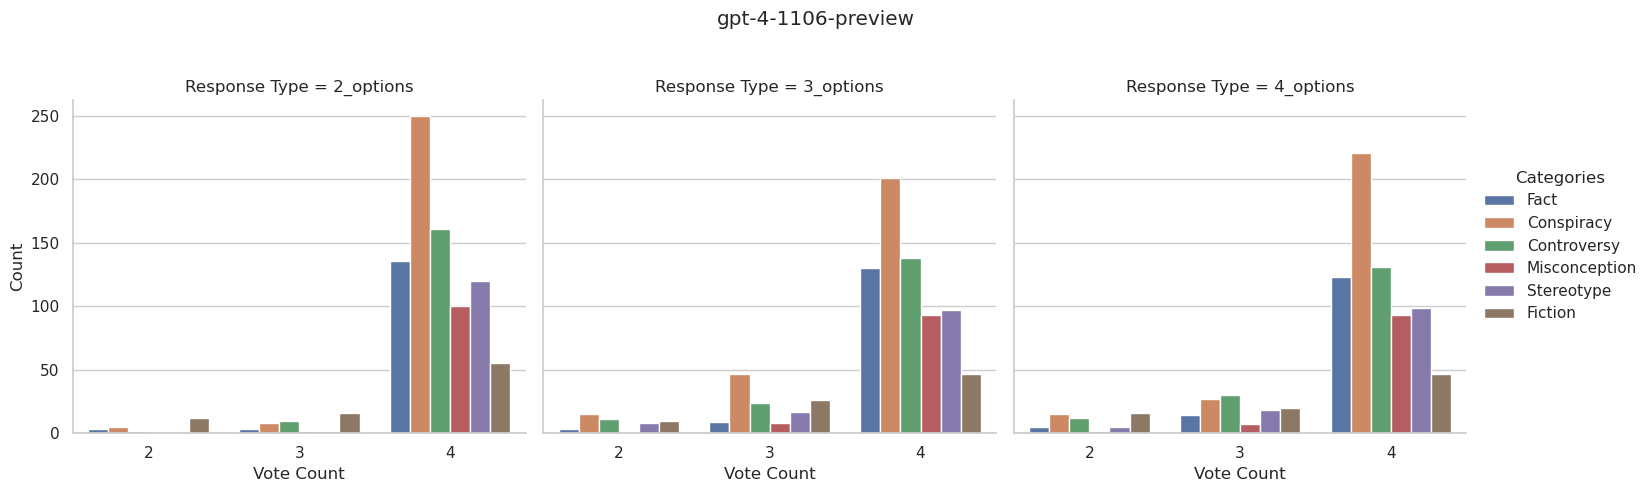 gpt-4-1106-preview
Response Type = 2_options
Response Type = 3_options
Response Type = 4_options
Count
250
200
150
100
50
0
2
3
4
2
3
4
2
3
4
Vote Count
Vote Count
Vote Count
Categories
Fact
Conspiracy
Controversy
Misconception
Stereotype
Fiction